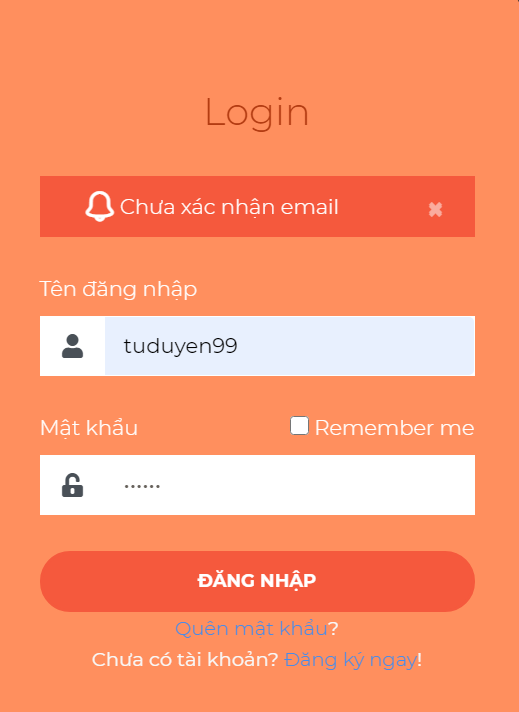 Login
Chưa xác nhận email ×
Tên đăng nhập
tuduyen99
Mật khẩu Remember me
······
ĐĂNG NHẬP
Quên mật khẩu?
Chưa có tài khoản? Đăng ký ngay!